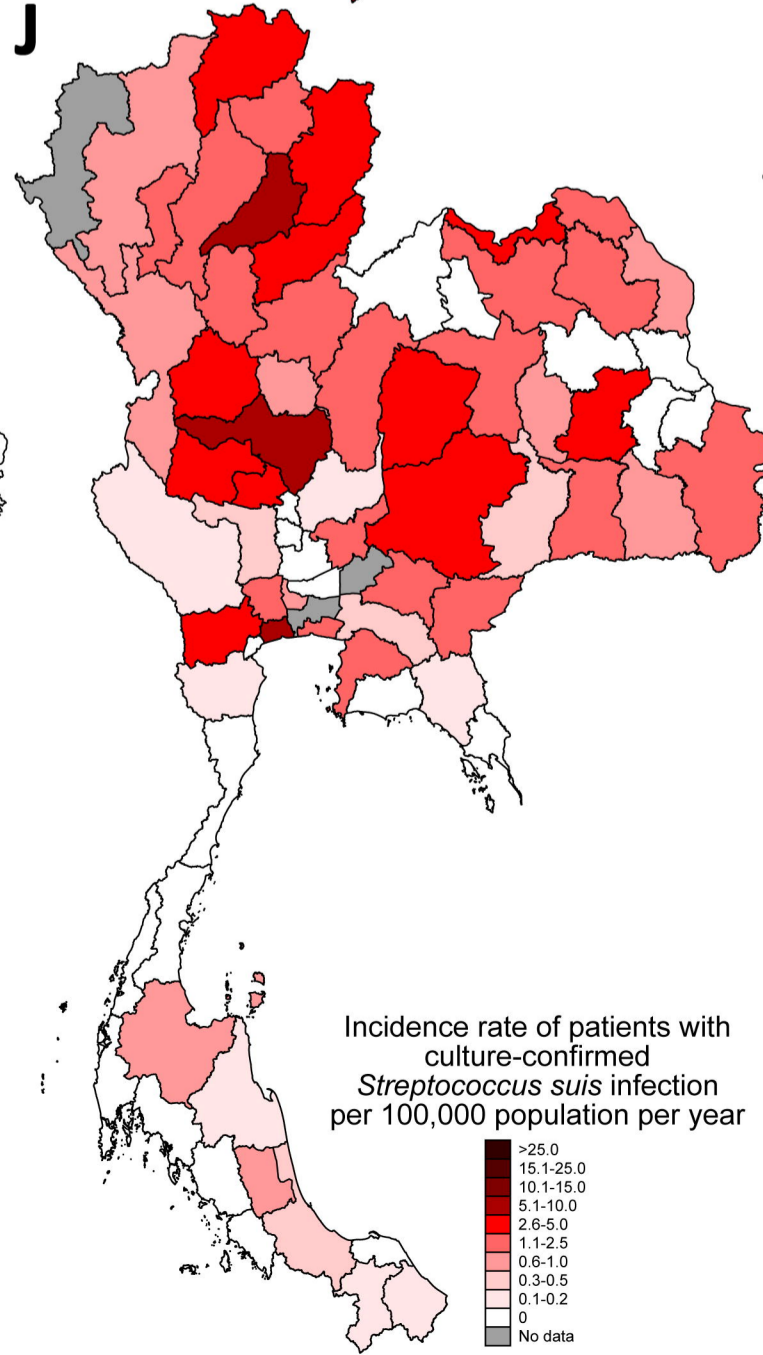 J
Incidence rate of patients with
culture-confirmed
Streptococcus suis infection
per 100,000 population per year
>25.0
15.1-25.0
10.1-15.0
5.1-10.0
2.6-5.0
1.1-2.5
0.6-1.0
0.3-0.5
0.1-0.2
0
No data